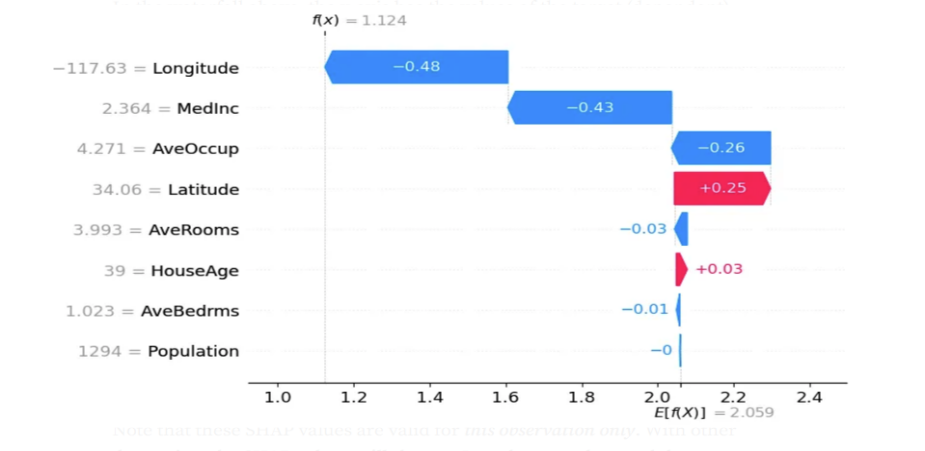 f(x) = 1.124
−117.63 = Longitude
−0.48
2.364 = MedInc
−0.43
4.271 = AveOccup
−0.26
34.06 = Latitude
+0.25
3.993 = AveRooms
−0.03
39 = HouseAge
+0.03
1.023 = AveBedrms
−0.01
1294 = Population
−0
1.0 1.2 1.4 1.6 1.8 2.0 2.2 2.4
E[f(X)] = 2.059
Note that these SHAP values are valid for this observation only. With other